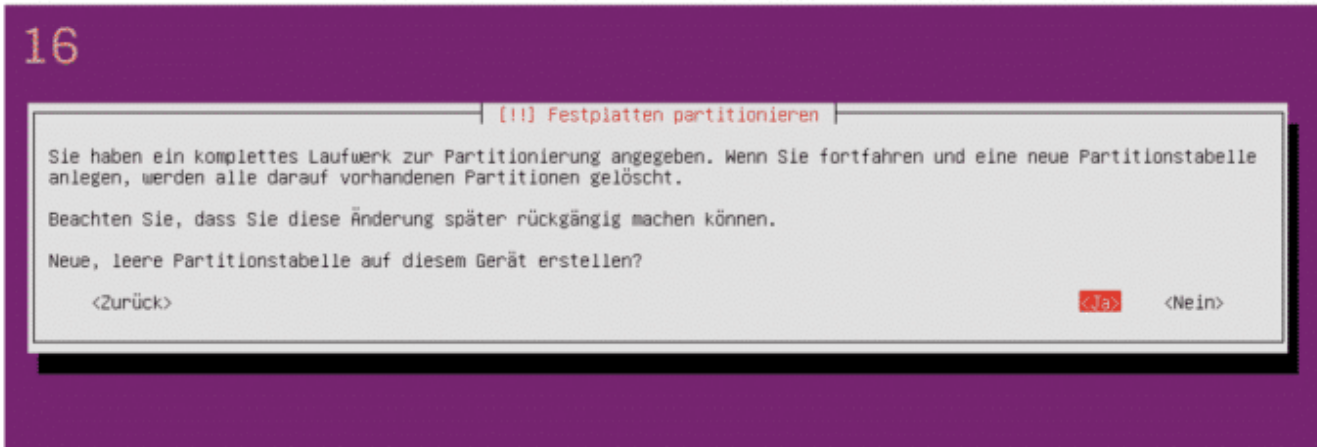 16
[!!] Festplatten partitionieren
Sie haben ein komplettes Laufwerk zur Partitionierung angegeben. Wenn Sie fortfahren und eine neue Partitionstabelle
anlegen, werden alle darauf vorhandenen Partitionen gelöscht.
Beachten Sie, dass Sie diese Änderung später rückgängig machen können.
Neue, leere Partitionstabelle auf diesem Gerät erstellen?
<Zurück> <Ja> <Nein>